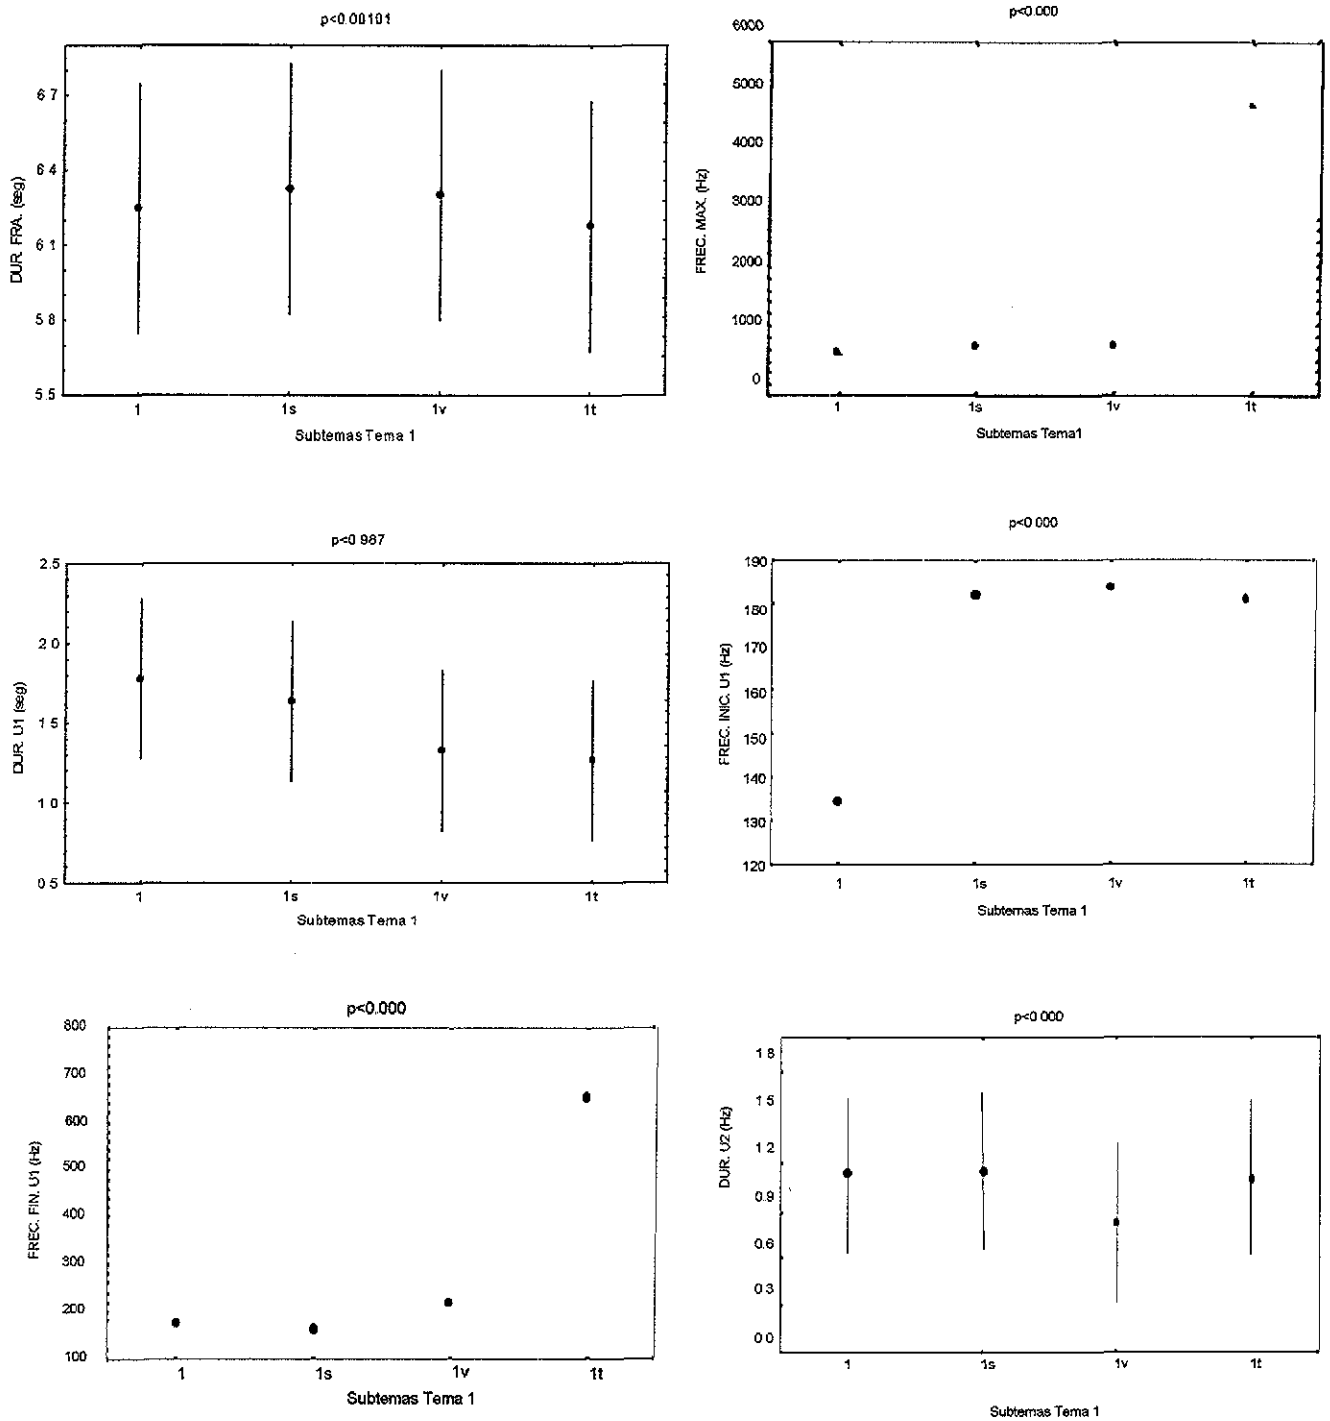 p<0.00101
6 7
6 4
6 1
5 8
5 5
DUR. FRA. (seg)
1 1s 1v 1t
Subtemas Tema 1
p<0.000
6000
5000
4000
3000
2000
1000
0
FREC. MAX. (Hz)
1 1s 1v 1t
Subtemas Tema1
p<0 987
2.5
2 0
1 5
1 0
0 5
DUR. U1 (seg)
1 1s 1v 1t
Subtemas Tema 1
p<0 000
190
180
170
160
150
140
130
120
FREC. INIC. U1 (Hz)
1 1s 1v 1t
Subtemas Tema 1
p<0.000
800
700
600
500
400
300
200
100
FREC. FIN. U1 (Hz)
1 1s 1v 1t
Subtemas Tema 1
p<0 000
1 8
1 5
1 2
0 9
0 6
0 3
0 0
DUR. U2 (Hz)
1 1s 1v 1t
Subtemas Tema 1